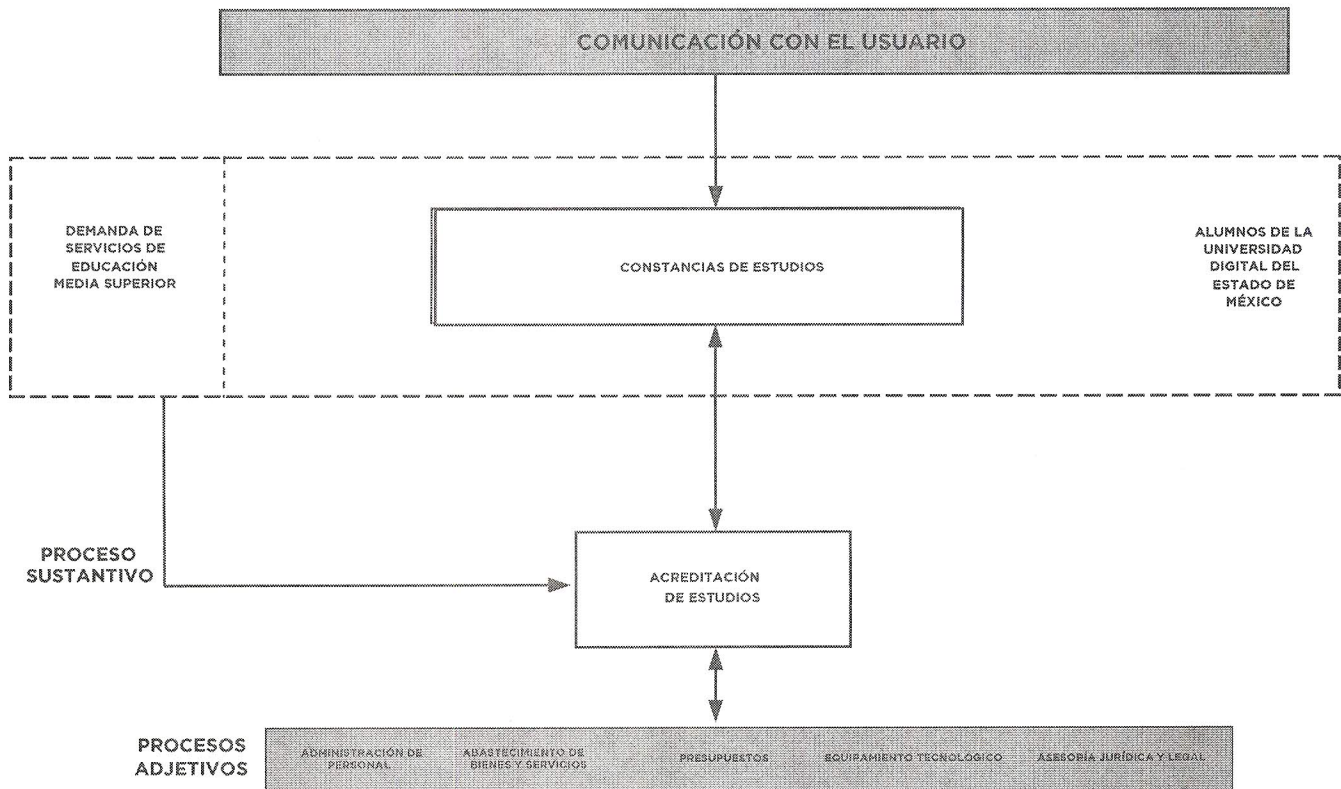 COMUNICACIÓN CON EL USUARIO
DEMANDA DE
SERVICIOS DE
EDUCACIÓN
MEDIA SUPERIOR
CONSTANCIAS DE ESTUDIOS
ALUMNOS DE LA
UNIVERSIDAD
DIGITAL DEL
ESTADO DE
MÉXICO
PROCESO
SUSTANTIVO
ACREDITACIÓN
DE ESTUDIOS
PROCESOS
ADJETIVOS
ADMINISTRACIÓN DE
PERSONAL
ABASTECIMIENTO DE
BIENES Y SERVICIOS
PRESUPUESTOS
EQUIPAMIENTO TECNOLÓGICO
ASESORÍA JURÍDICA Y LEGAL